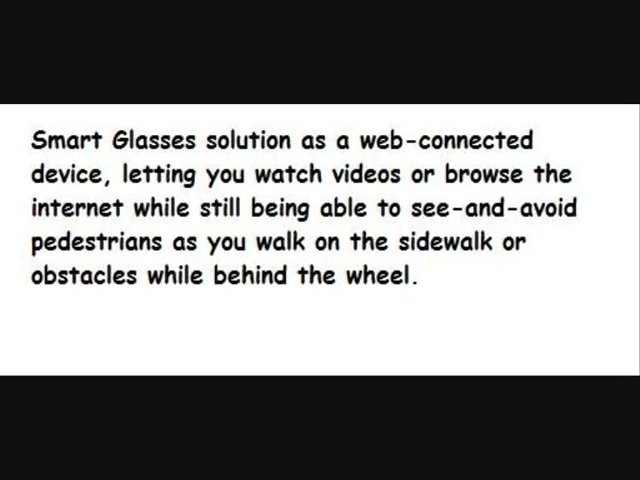 Smart Glasses solution as a web-connected
device, letting you watch videos or browse the
internet while still being able to see-and-avoid
pedestrians as you walk on the sidewalk or
obstacles while behind the wheel.